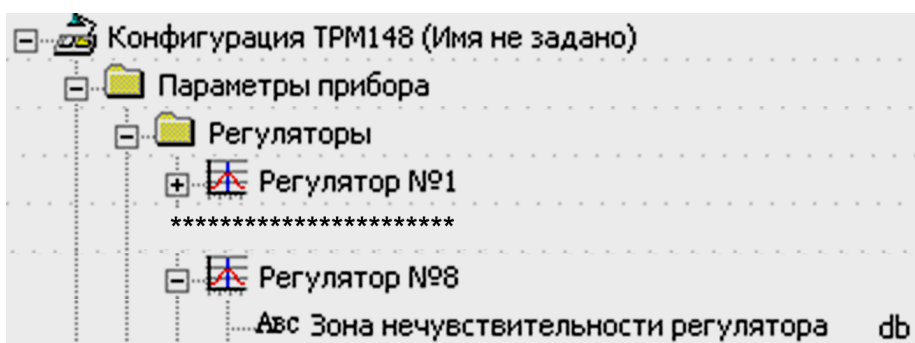 Конфигурация ТРМ148 (Имя не задано)
Параметры прибора
Регуляторы
Регулятор №1
***********************
Регулятор №8
Авс Зона нечувствительности регулятора db